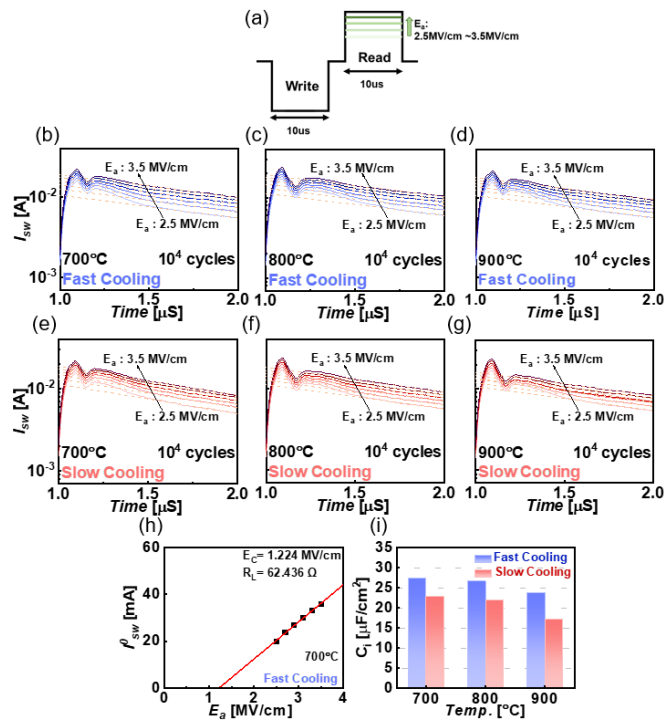 (a)
Eₐ:
2.5MV/cm ~3.5MV/cm
Write
Read
10us
10us
(b)
(c)
(d)
Eₐ : 3.5 MV/cm
Eₐ : 3.5 MV/cm
Eₐ : 3.5 MV/cm
I_SW [A]
10⁻²
10⁻³
Eₐ : 2.5 MV/cm
Eₐ : 2.5 MV/cm
Eₐ : 2.5 MV/cm
700°C
10⁴ cycles
Fast Cooling
800°C
10⁴ cycles
Fast Cooling
900°C
10⁴ cycles
Fast Cooling
1.0 1.5 2.0
1.0 1.5 2.0
1.0 1.5 2.0
Time [µS]
Time [µS]
Time [µS]
(e)
(f)
(g)
Eₐ : 3.5 MV/cm
Eₐ : 3.5 MV/cm
Eₐ : 3.5 MV/cm
I_SW [A]
10⁻²
10⁻³
Eₐ : 2.5 MV/cm
Eₐ : 2.5 MV/cm
Eₐ : 2.5 MV/cm
700°C
10⁴ cycles
Slow Cooling
800°C
10⁴ cycles
Slow Cooling
900°C
10⁴ cycles
Slow Cooling
1.0 1.5 2.0
1.0 1.5 2.0
1.0 1.5 2.0
Time [µS]
Time [µS]
Time [µS]
(h)
I⁰_SW [mA]
60
40
20
0
E_C= 1.224 MV/cm
R_L= 62.436 Ω
700°C
Fast Cooling
0 1 2 3 4
Eₐ [MV/cm]
(i)
Cᵢ [µF/cm²]
35
30
25
20
15
10
5
0
Fast Cooling
Slow Cooling
700 800 900
Temp. [°C]